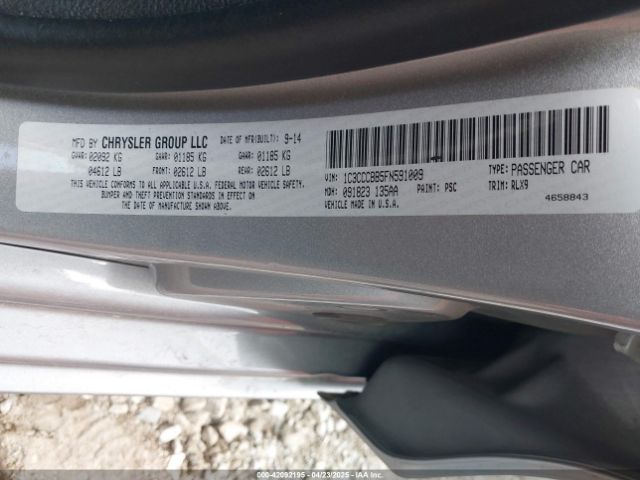 MFD BY CHRYSLER GROUP LLC DATE OF MFR(BUILT): 9-14
GVWR: 02092 KG GAWR: 01185 KG GAWR: 01185 KG
04612 LB FRONT: 02612 LB REAR: 02612 LB
THIS VEHICLE CONFORMS TO ALL APPLICABLE U.S.A. FEDERAL MOTOR VEHICLE SAFETY,
BUMPER AND THEFT PREVENTION STANDARDS IN EFFECT ON
THE DATE OF MANUFACTURE SHOWN ABOVE.
VIN: 1C3CCCBB5FN591009 TYPE: PASSENGER CAR
MDH: 091823 135AA PAINT: PSC TRIM: RLX9
VEHICLE MADE IN U.S.A. 4658843
000-42092195 - 04/23/2025 - IAAI.COM